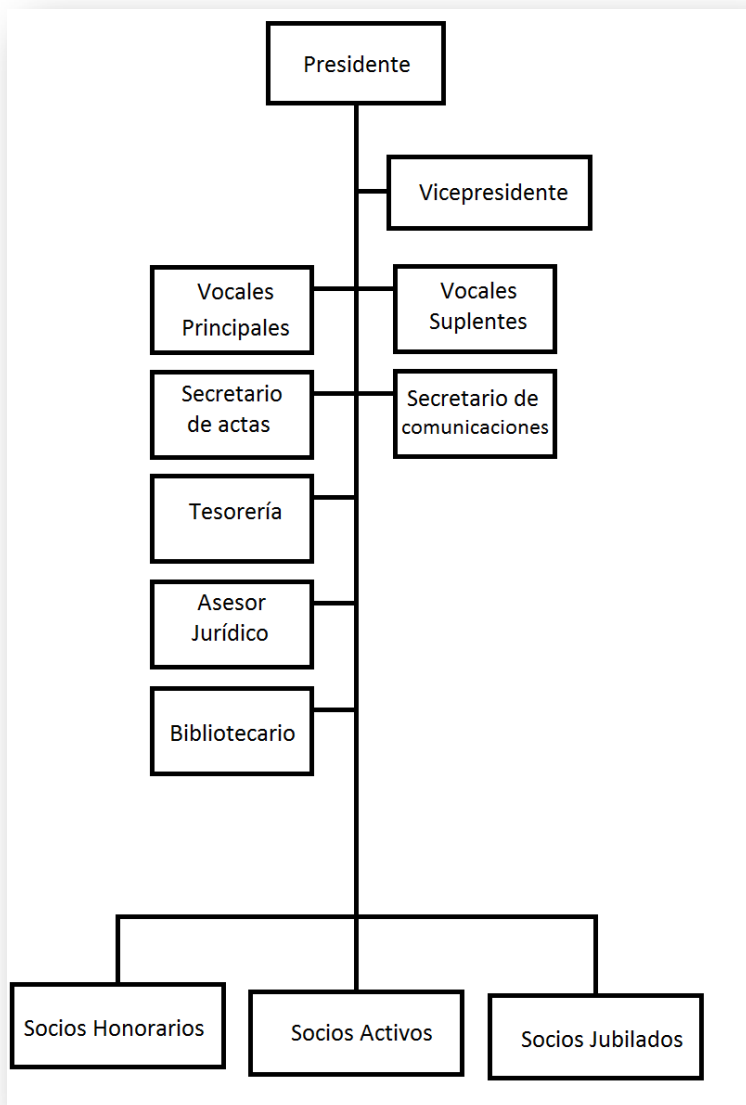 Presidente
Vicepresidente
Vocales
Principales
Vocales
Suplentes
Secretario
de actas
Secretario de
comunicaciones
Tesorería
Asesor
Jurídico
Bibliotecario
Socios Honorarios
Socios Activos
Socios Jubilados